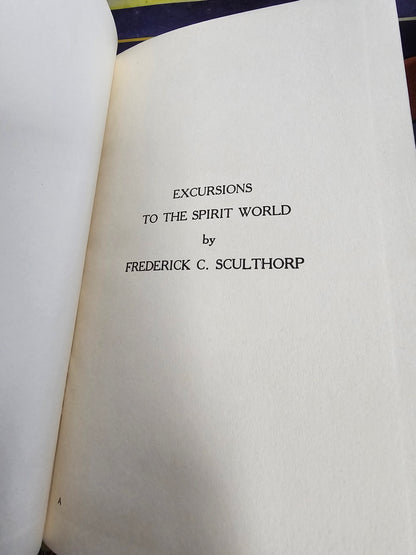 EXCURSIONS
TO THE SPIRIT WORLD
by
FREDERICK C. SCULTHORP
A